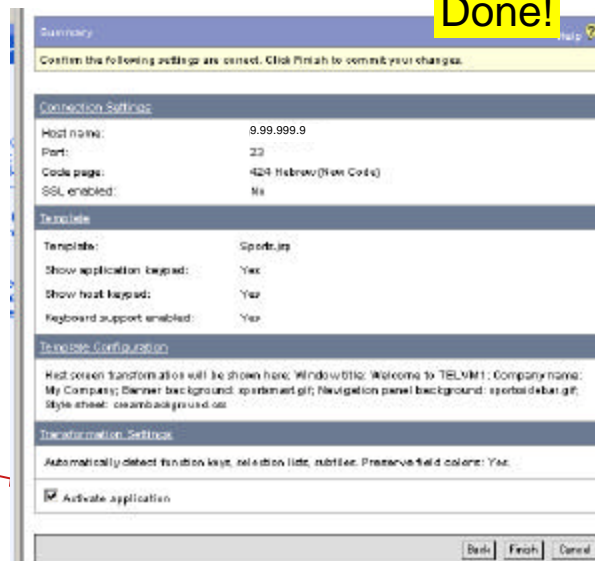 Done!
Summary
Help ?
Confirm the following settings are correct. Click Finish to commit your changes.
Connection Settings
Host name: 9.99.999.9
Port: 23
Code page: 424 Hebrew (New Code)
SSL enabled: No
Template
Template: Sports.jsp
Show application keypad: Yes
Show host keypad: Yes
Keyboard support enabled: Yes
Template Configuration
Host screen transformation will be shown here; Window title: Welcome to TELVM1; Company name:
My Company; Banner background: sportsmast.gif; Navigation panel background: sportssidebar.gif;
Style sheet: creambackground.css
Transformation Settings
Automatically detect function keys, selection lists, subfiles. Preserve field colors: Yes.
Activate application
Back Finish Cancel